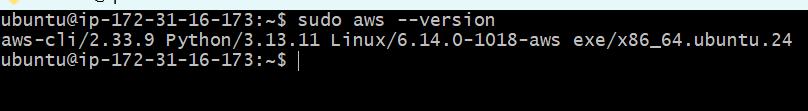 ubuntu@ip-172-31-16-173:~$ sudo aws --version
aws-cli/2.33.9 Python/3.13.11 Linux/6.14.0-1018-aws exe/x86_64.ubuntu.24
ubuntu@ip-172-31-16-173:~$